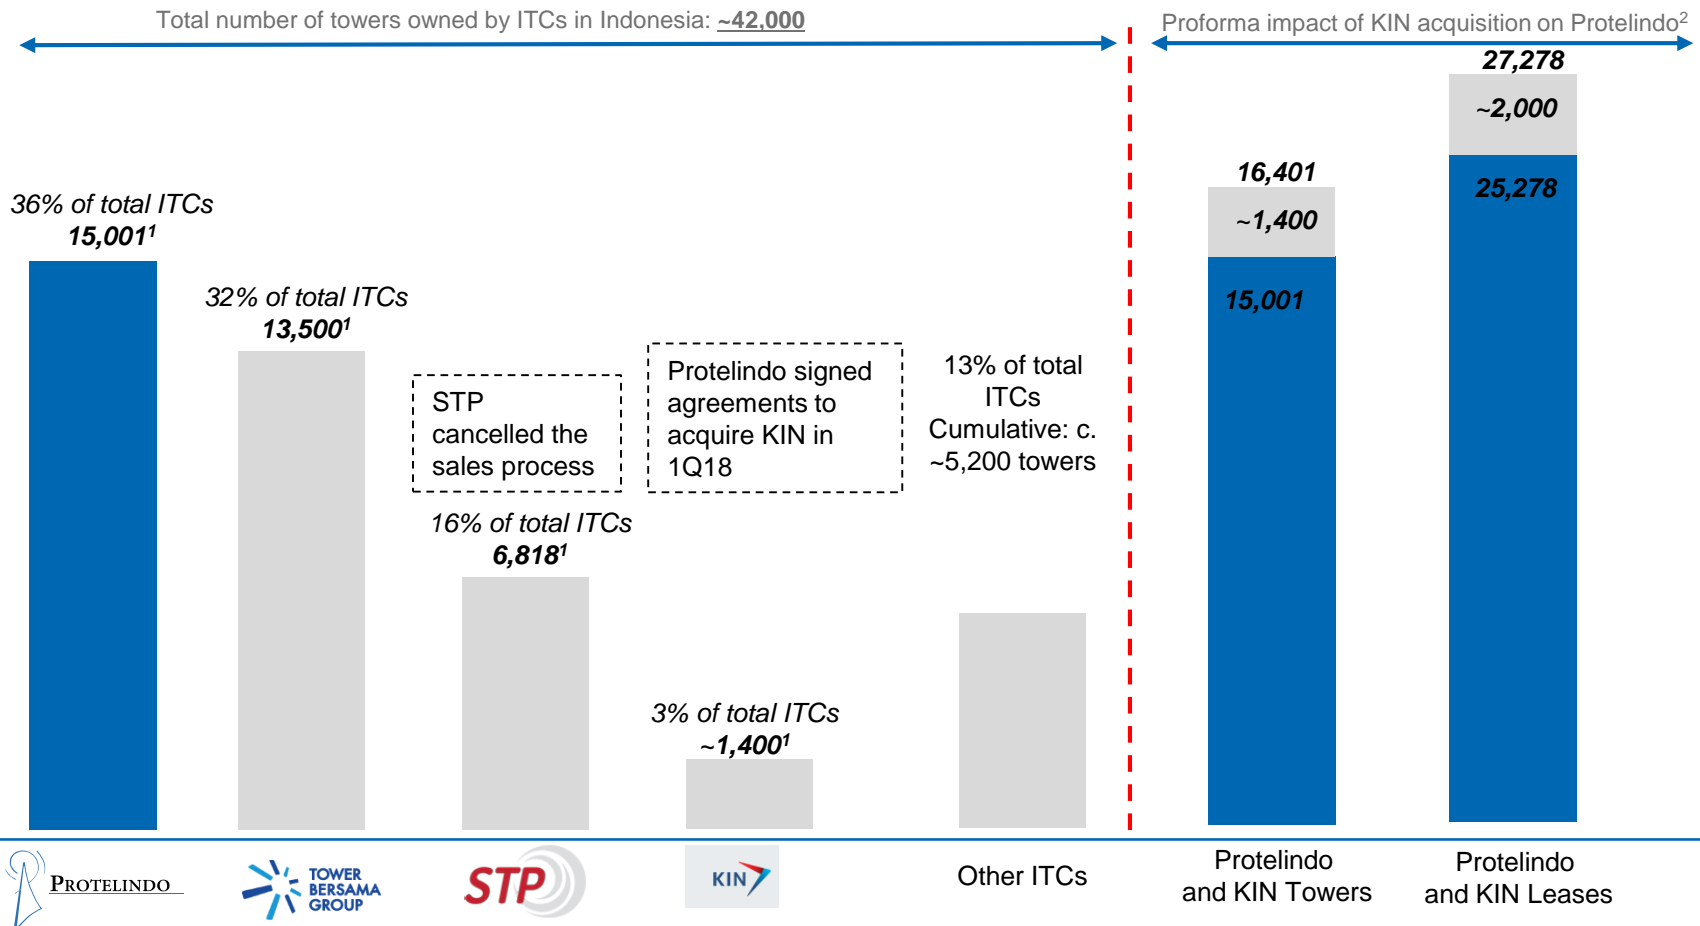 Total number of towers owned by ITCs in Indonesia: ~42,000
Proforma impact of KIN acquisition on Protelindo²
36% of total ITCs
15,001¹
32% of total ITCs
13,500¹
STP
cancelled the
sales process
16% of total ITCs
6,818¹
Protelindo signed
agreements to
acquire KIN in
1Q18
3% of total ITCs
~1,400¹
13% of total
ITCs
Cumulative: c.
~5,200 towers
16,401
~1,400
15,001
27,278
~2,000
25,278
PROTELINDO
TOWER
BERSAMA
GROUP
STP
KIN
Other ITCs
Protelindo
and KIN Towers
Protelindo
and KIN Leases